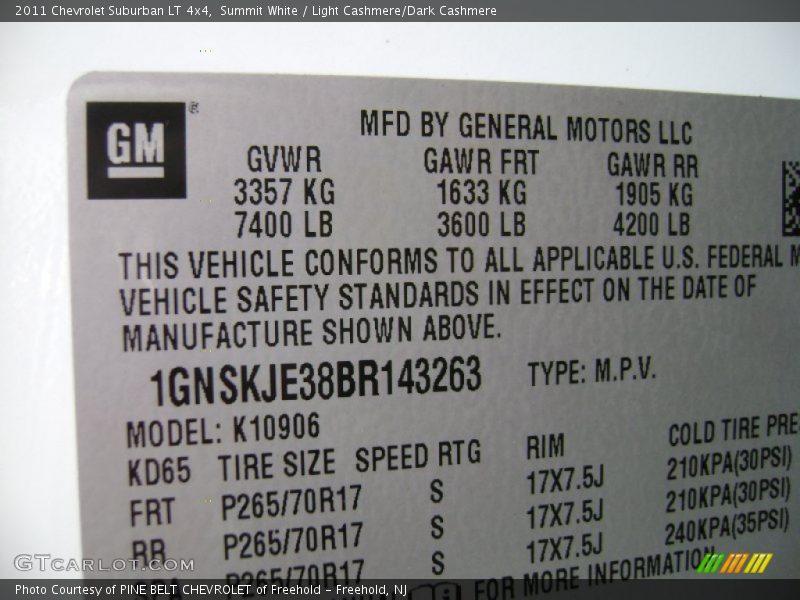 2011 Chevrolet Suburban LT 4x4, Summit White / Light Cashmere/Dark Cashmere
GM ®
MFD BY GENERAL MOTORS LLC
GVWR GAWR FRT GAWR RR
3357 KG 1633 KG 1905 KG
7400 LB 3600 LB 4200 LB
THIS VEHICLE CONFORMS TO ALL APPLICABLE U.S. FEDERAL M
VEHICLE SAFETY STANDARDS IN EFFECT ON THE DATE OF
MANUFACTURE SHOWN ABOVE.
1GNSKJE38BR143263 TYPE: M.P.V.
MODEL: K10906
KD65 TIRE SIZE SPEED RTG RIM COLD TIRE PRE
FRT P265/70R17 S 17X7.5J 210KPA(30PSI)
RR P265/70R17 S 17X7.5J 210KPA(30PSI)
P265/70R17 S 17X7.5J 240KPA(35PSI)
FOR MORE INFORMATION
GTCarLot.com
Photo Courtesy of PINE BELT CHEVROLET of Freehold - Freehold, NJ